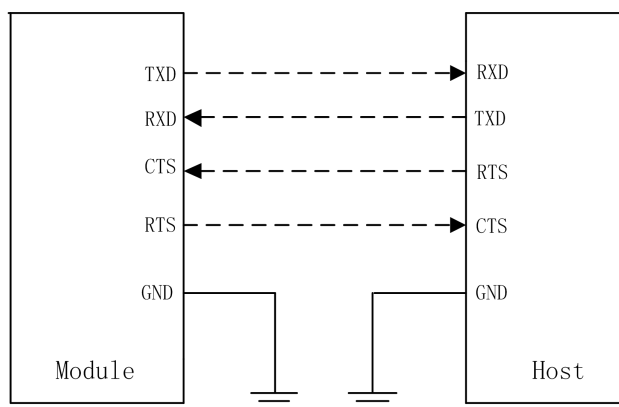 TXD RXD
RXD TXD
CTS RTS
RTS CTS
GND GND
Module Host